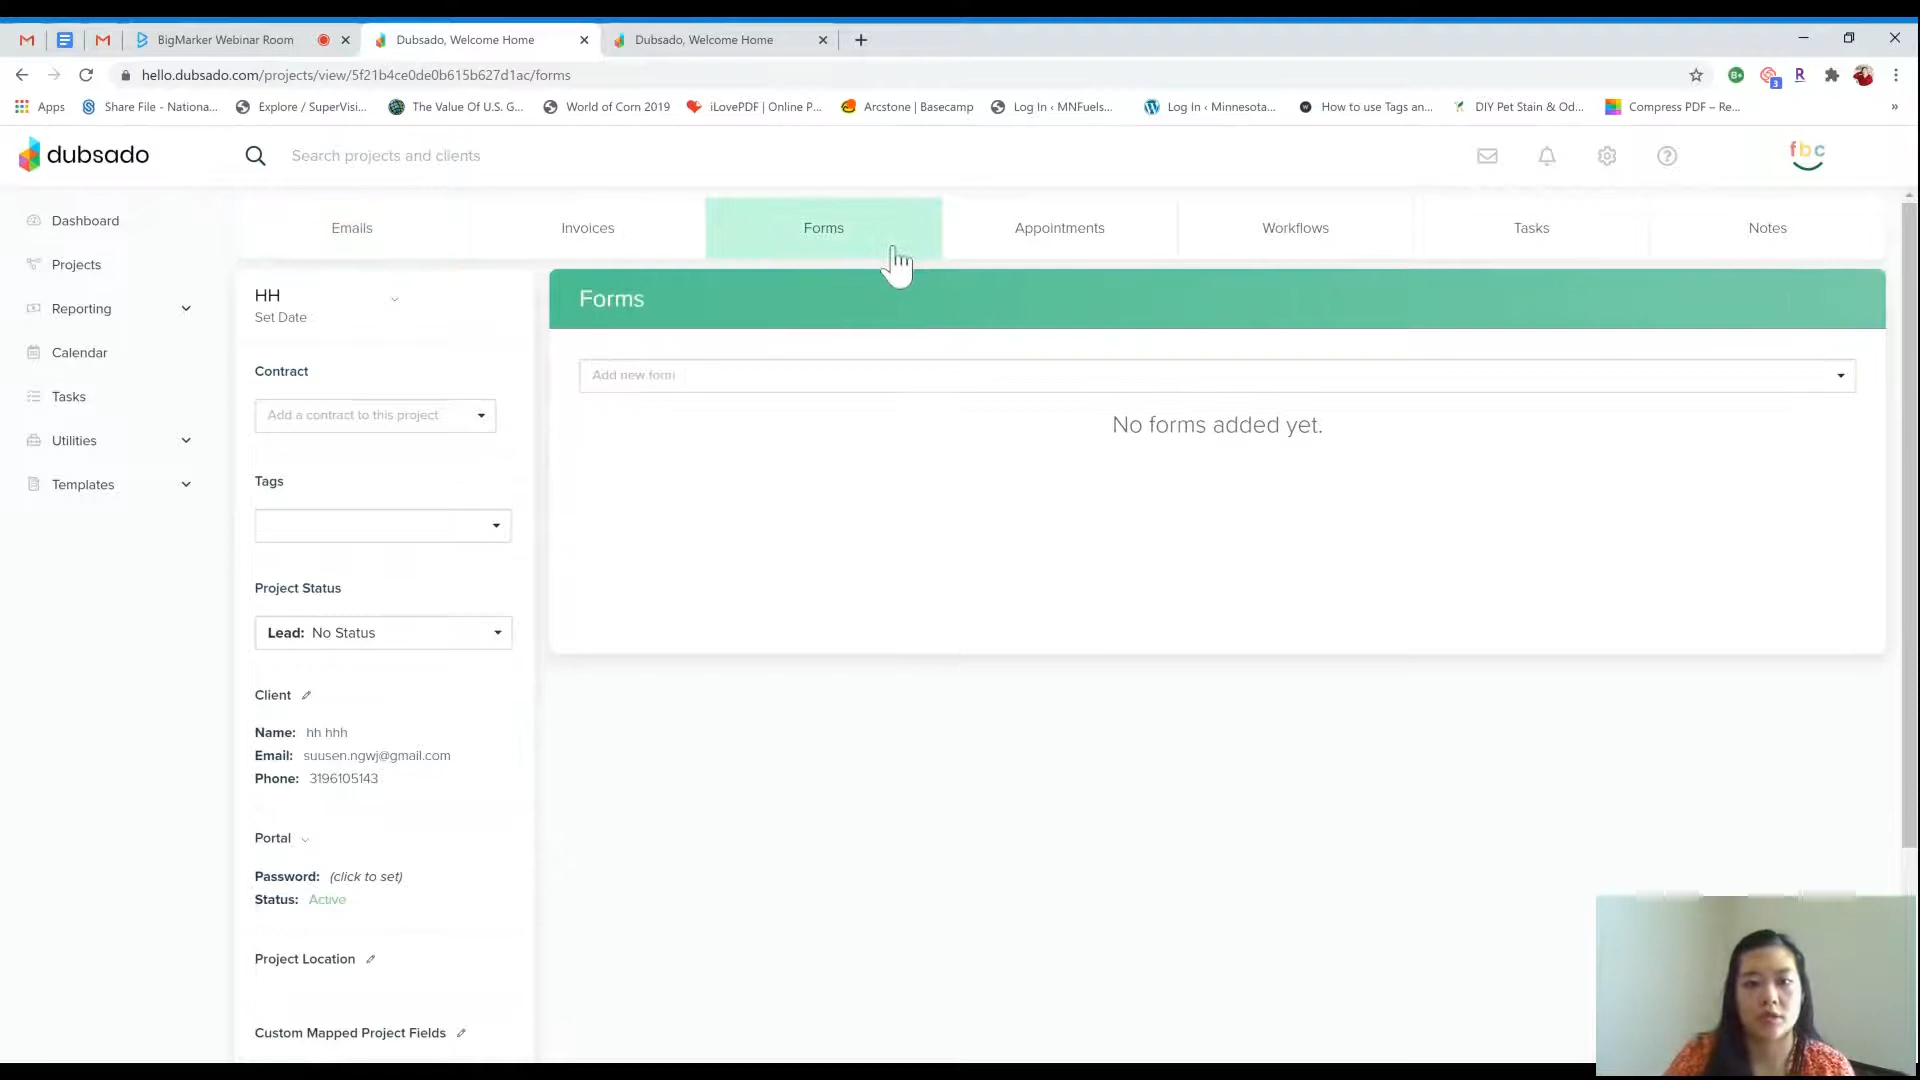 BigMarker Webinar Room
Dubsado, Welcome Home
Dubsado, Welcome Home
hello.dubsado.com/projects/view/5f21b4ce0de0b615b627d1ac/forms
Apps
Share File - Nationa...
Explore / SuperVisi...
The Value Of U.S. G...
World of Corn 2019
iLovePDF | Online P...
Arcstone | Basecamp
Log In ‹ MNFuels...
Log In ‹ Minnesota...
How to use Tags an...
DIY Pet Stain & Od...
Compress PDF – Re...
»
dubsado
Search projects and clients
fbc
Dashboard
Projects
Reporting
Calendar
Tasks
Utilities
Templates
Emails
Invoices
Forms
Appointments
Workflows
Tasks
Notes
HH
Set Date
Contract
Add a contract to this project
Tags
Project Status
Lead: No Status
Client
Name: hh hhh
Email: suusen.ngwj@gmail.com
Phone: 3196105143
Portal
Password: (click to set)
Status: Active
Project Location
Custom Mapped Project Fields
Forms
Add new form
No forms added yet.